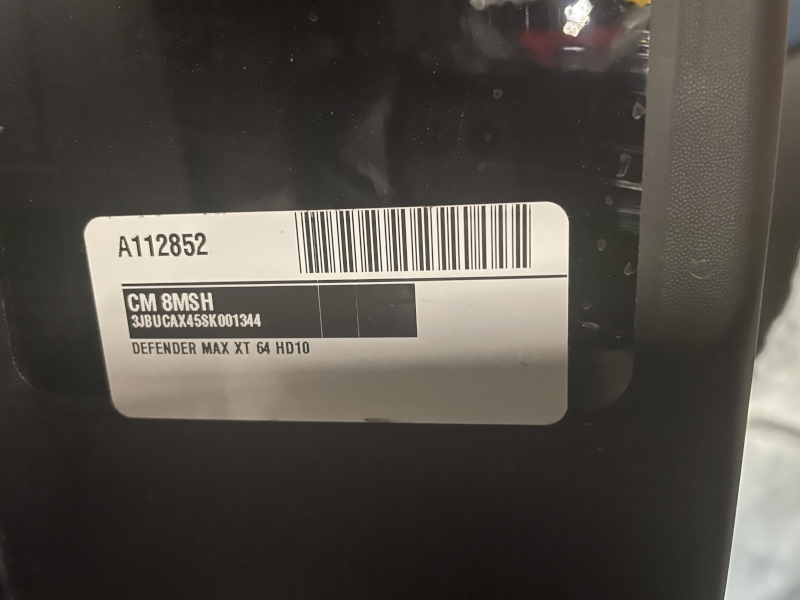 A112852
CM 8MSH
3JBUCAX45SK001344
DEFENDER MAX XT 64 HD10